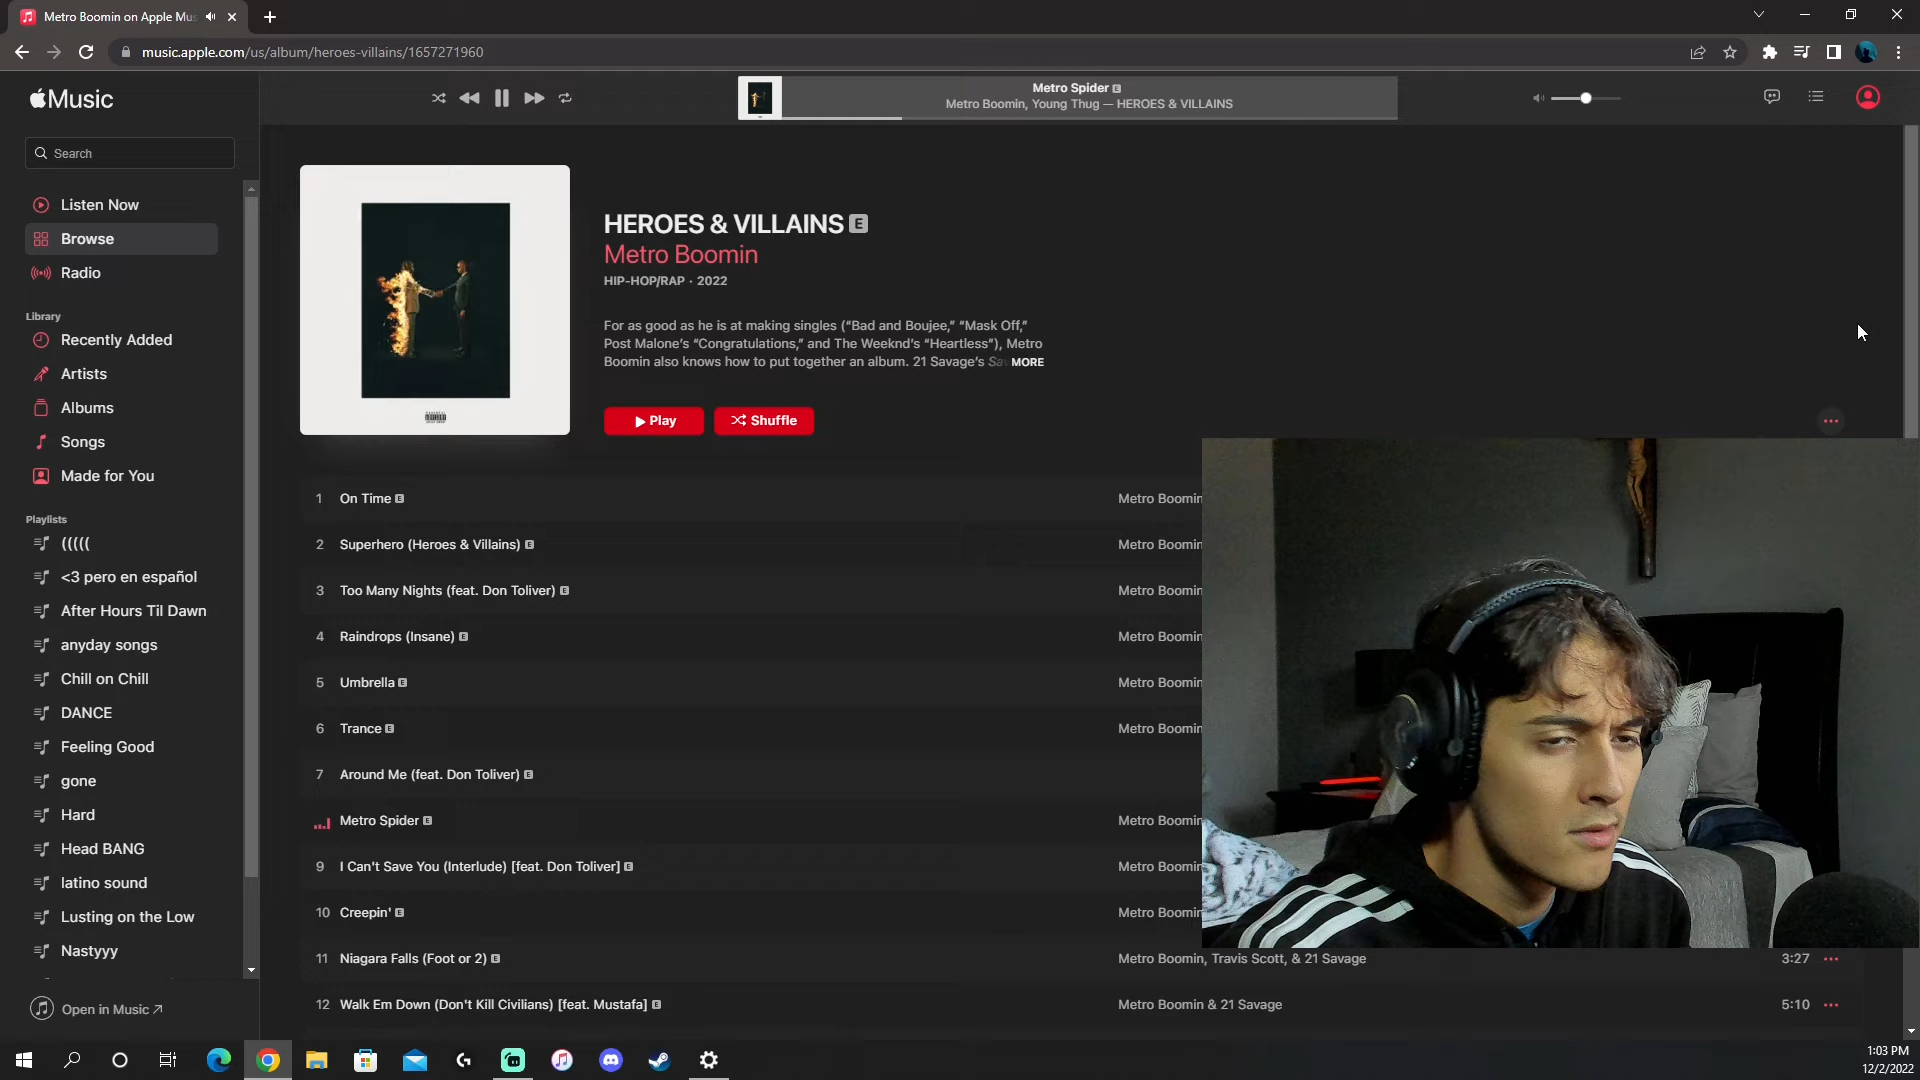 Metro Boomin on Apple Mus
music.apple.com/us/album/heroes-villains/1657271960
Music
Metro Spider E
Metro Boomin, Young Thug — HEROES & VILLAINS
Search
Listen Now
Browse
Radio
Library
Recently Added
Artists
Albums
Songs
Made for You
Playlists
(((((
<3 pero en español
After Hours Til Dawn
anyday songs
Chill on Chill
DANCE
Feeling Good
gone
Hard
Head BANG
latino sound
Lusting on the Low
Nastyyy
Open in Music
HEROES & VILLAINS E
Metro Boomin
HIP-HOP/RAP · 2022
For as good as he is at making singles (“Bad and Boujee,” “Mask Off,”
Post Malone’s “Congratulations,” and The Weeknd’s “Heartless”), Metro
Boomin also knows how to put together an album. 21 Savage’s MORE
Play
Shuffle
1 On Time E Metro Boomin
2 Superhero (Heroes & Villains) E Metro Boomin
3 Too Many Nights (feat. Don Toliver) E Metro Boomin
4 Raindrops (Insane) E Metro Boomin
5 Umbrella E Metro Boomin
6 Trance E Metro Boomin
7 Around Me (feat. Don Toliver) E
Metro Spider E Metro Boomin
9 I Can't Save You (Interlude) [feat. Don Toliver] E Metro Boomin
10 Creepin' E Metro Boomin
11 Niagara Falls (Foot or 2) E Metro Boomin, Travis Scott, & 21 Savage 3:27
12 Walk Em Down (Don't Kill Civilians) [feat. Mustafa] E Metro Boomin & 21 Savage 5:10
1:03 PM
12/2/2022